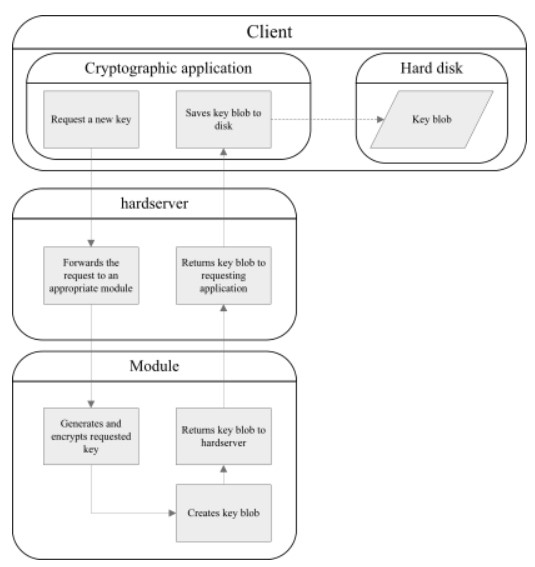 Client
Cryptographic application
Hard disk
Request a new key
Saves key blob to
disk
Key blob
hardserver
Forwards the
request to an
appropriate module
Returns key blob to
requesting
application
Module
Generates and
encrypts requested
key
Returns key blob to
hardserver
Creates key blob